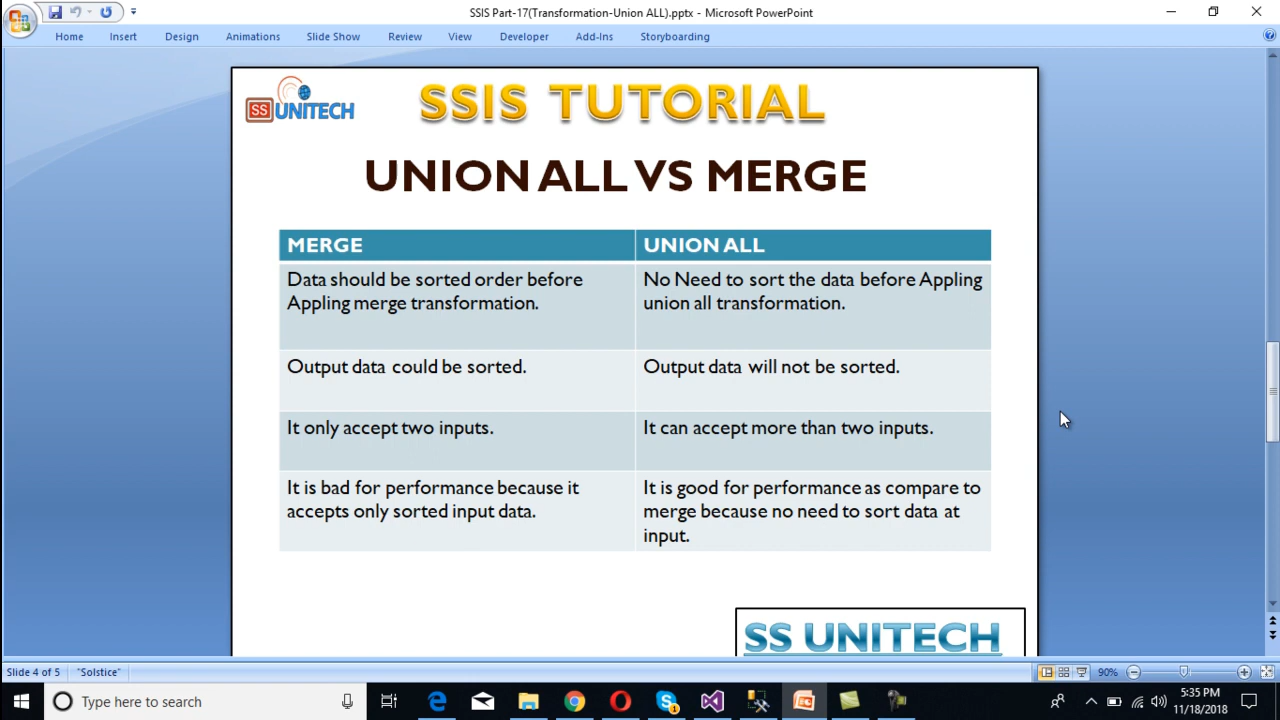 SSIS Part-17(Transformation-Union ALL).pptx - Microsoft PowerPoint
Home Insert Design Animations Slide Show Review View Developer Add-Ins Storyboarding
SS UNITECH
SSIS TUTORIAL
UNION ALL VS MERGE
MERGE
UNION ALL
Data should be sorted order before
Appling merge transformation.
No Need to sort the data before Appling
union all transformation.
Output data could be sorted.
Output data will not be sorted.
It only accept two inputs.
It can accept more than two inputs.
It is bad for performance because it
accepts only sorted input data.
It is good for performance as compare to
merge because no need to sort data at
input.
SS UNITECH
Slide 4 of 5 "Solstice" 90%
Type here to search
5:35 PM
11/18/2018